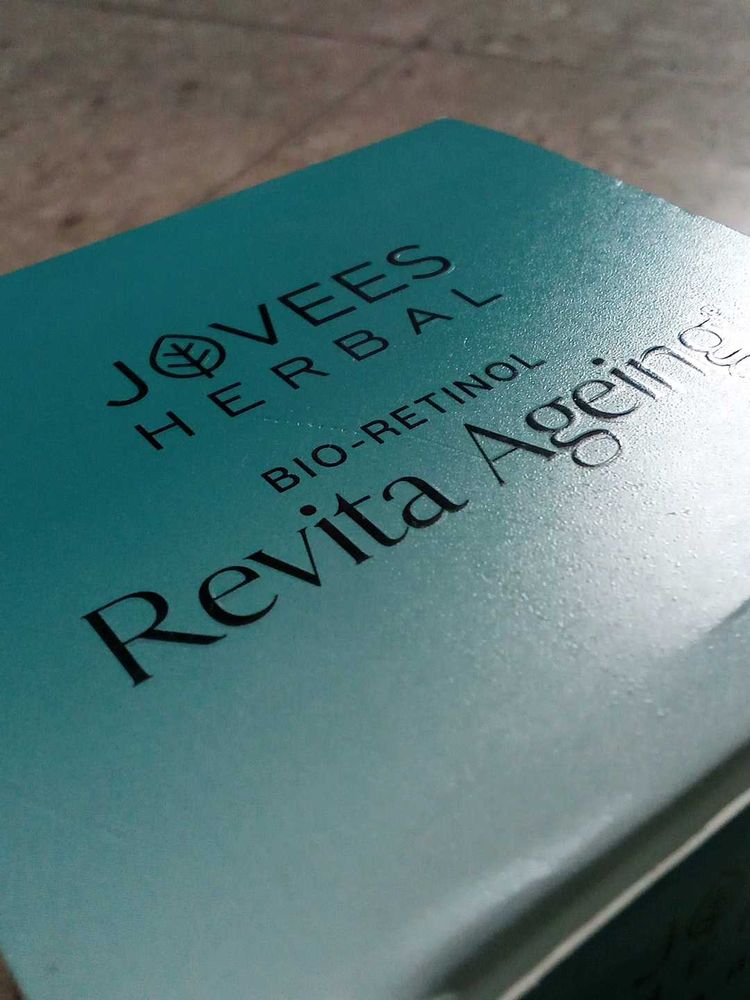 JOVEES
HERBAL
BIO-RETINOL
Revita Ageing